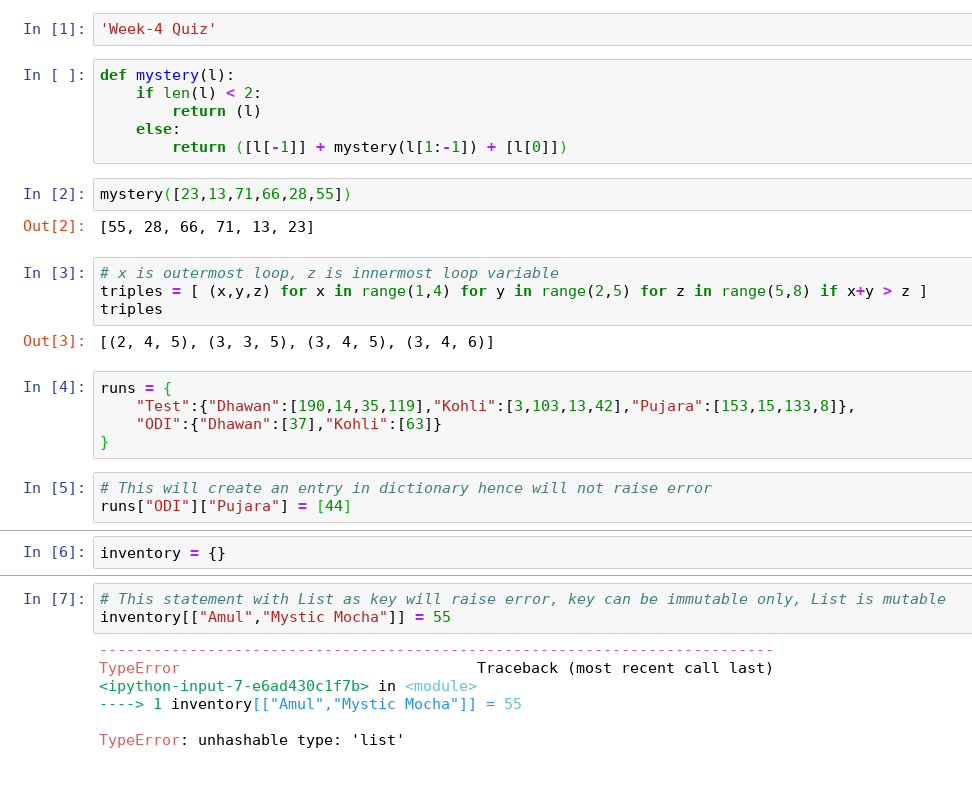 In [1]: 'Week-4 Quiz'
In [ ]: def mystery(l):
    if len(l) < 2:
        return (l)
    else:
        return ([l[-1]] + mystery(l[1:-1]) + [l[0]])
In [2]: mystery([23,13,71,66,28,55])
Out[2]: [55, 28, 66, 71, 13, 23]
In [3]: # x is outermost loop, z is innermost loop variable
triples = [ (x,y,z) for x in range(1,4) for y in range(2,5) for z in range(5,8) if x+y > z ]
triples
Out[3]: [(2, 4, 5), (3, 3, 5), (3, 4, 5), (3, 4, 6)]
In [4]: runs = {
    "Test":{"Dhawan":[190,14,35,119],"Kohli":[3,103,13,42],"Pujara":[153,15,133,8]},
    "ODI":{"Dhawan":[37],"Kohli":[63]}
}
In [5]: # This will create an entry in dictionary hence will not raise error
runs["ODI"]["Pujara"] = [44]
In [6]: inventory = {}
In [7]: # This statement with List as key will raise error, key can be immutable only, List is mutable
inventory[["Amul","Mystic Mocha"]] = 55
---------------------------------------------------------------------------
TypeError                                 Traceback (most recent call last)
<ipython-input-7-e6ad430c1f7b> in <module>
----> 1 inventory[["Amul","Mystic Mocha"]] = 55
TypeError: unhashable type: 'list'